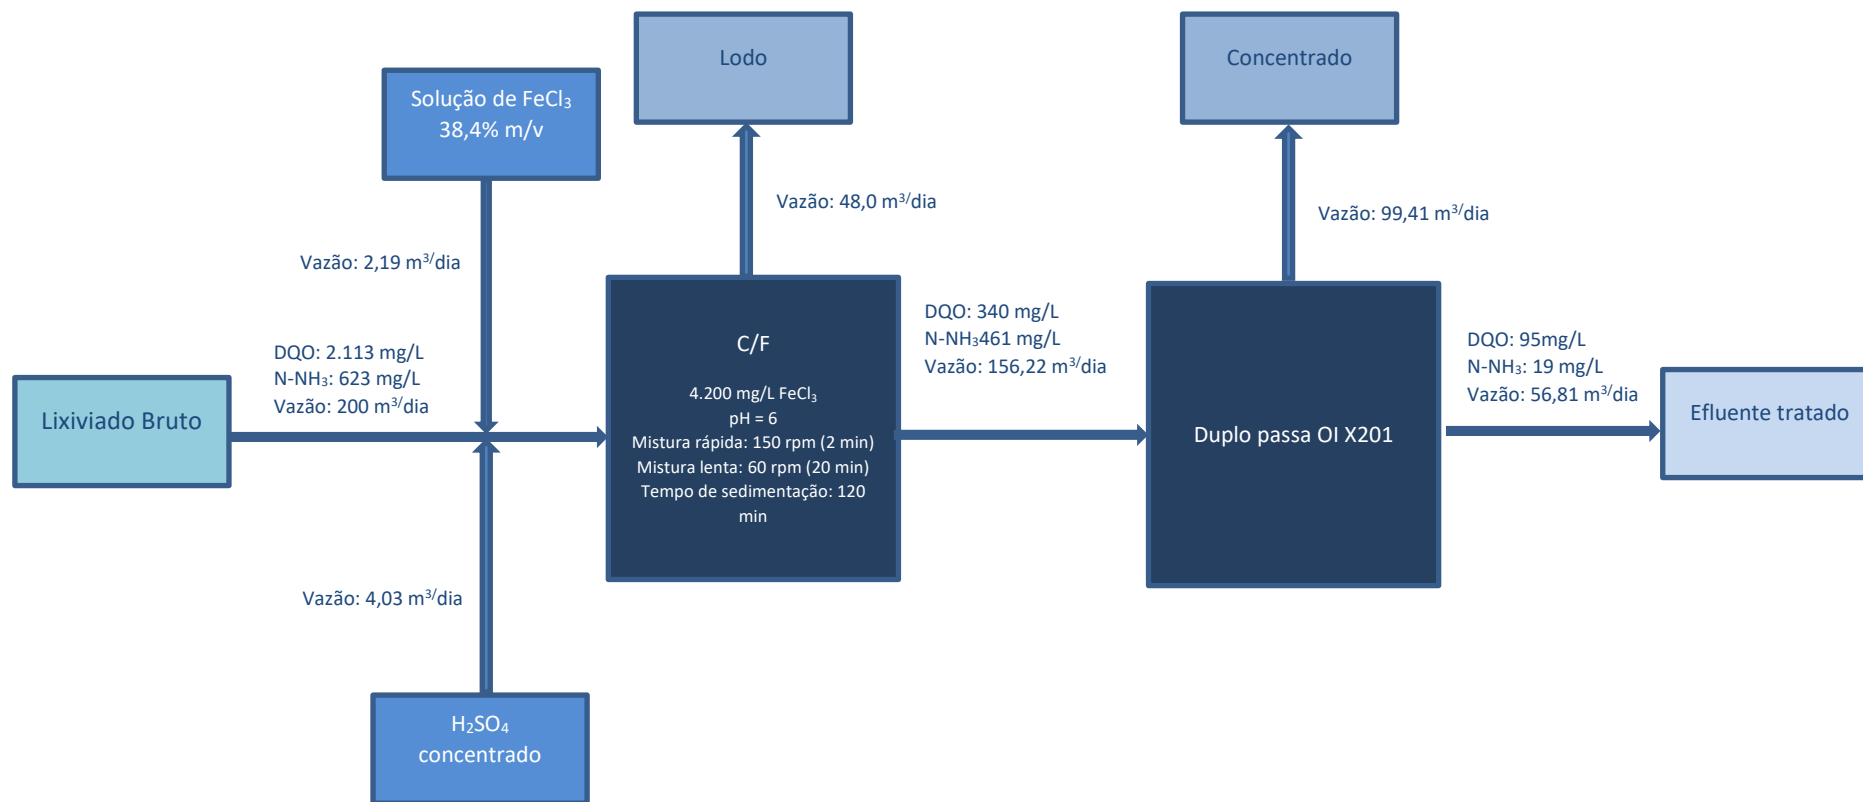 Lodo
Concentrado
Solução de FeCl₃
38,4% m/v
Vazão: 48,0 m³/dia
Vazão: 99,41 m³/dia
Vazão: 2,19 m³/dia
DQO: 2.113 mg/L
N-NH₃: 623 mg/L
Vazão: 200 m³/dia
Lixiviado Bruto
C/F
4.200 mg/L FeCl₃
pH = 6
Mistura rápida: 150 rpm (2 min)
Mistura lenta: 60 rpm (20 min)
Tempo de sedimentação: 120
min
DQO: 340 mg/L
N-NH₃461 mg/L
Vazão: 156,22 m³/dia
Duplo passa OI X201
DQO: 95mg/L
N-NH₃: 19 mg/L
Vazão: 56,81 m³/dia
Efluente tratado
Vazão: 4,03 m³/dia
H₂SO₄
concentrado